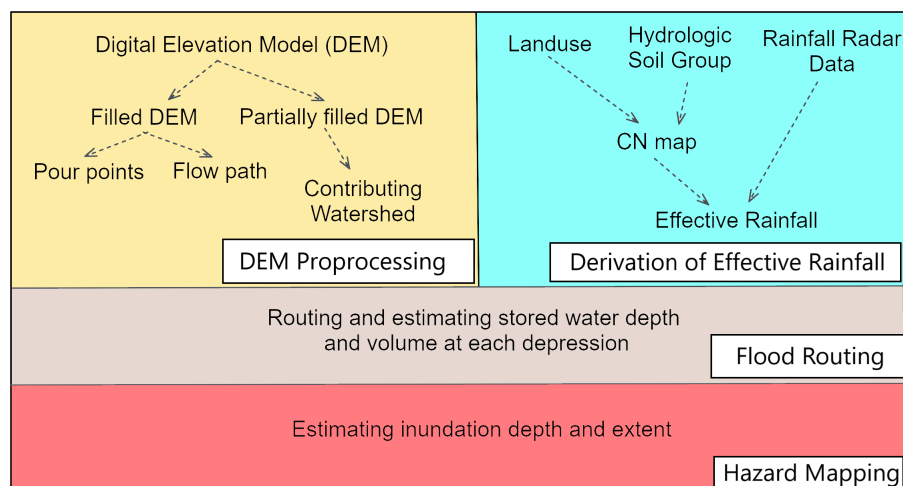 Digital Elevation Model (DEM)
Filled DEM
Partially filled DEM
Pour points
Flow path
Contributing
Watershed
DEM Proprocessing
Landuse
Hydrologic
Soil Group
Rainfall Radar
Data
CN map
Effective Rainfall
Derivation of Effective Rainfall
Routing and estimating stored water depth
and volume at each depression
Flood Routing
Estimating inundation depth and extent
Hazard Mapping